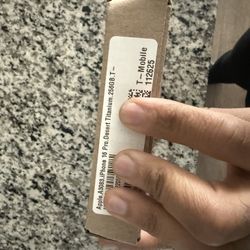 Apple,A3083,iPhone 16 Pro,Desert Titanium,256GB,T-
T-Mobile
112625